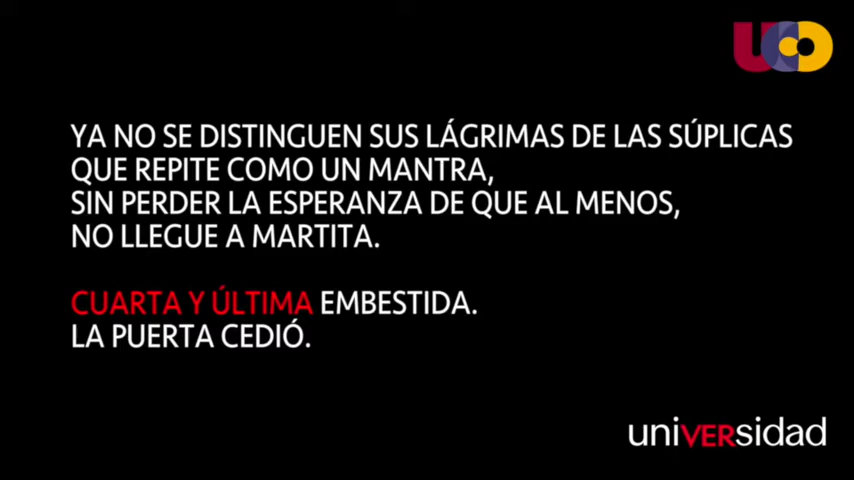 UCO
YA NO SE DISTINGUEN SUS LÁGRIMAS DE LAS SÚPLICAS
QUE REPITE COMO UN MANTRA,
SIN PERDER LA ESPERANZA DE QUE AL MENOS,
NO LLEGUE A MARTITA.
CUARTA Y ÚLTIMA EMBESTIDA.
LA PUERTA CEDIÓ.
uniVERsidad